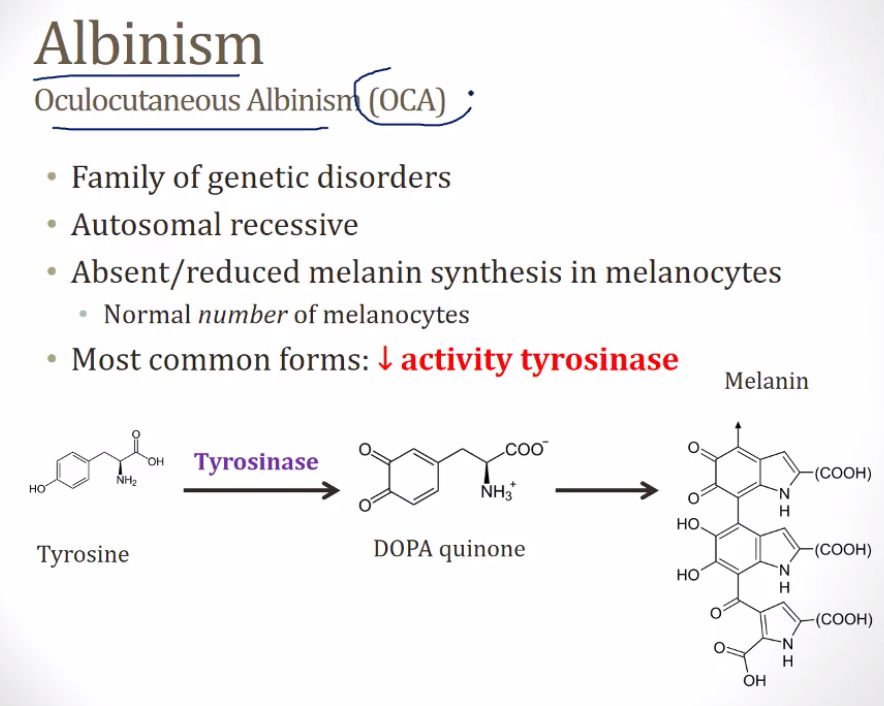 Albinism
Oculocutaneous Albinism (OCA)
• Family of genetic disorders
• Autosomal recessive
• Absent/reduced melanin synthesis in melanocytes
• Normal number of melanocytes
• Most common forms: ↓ activity tyrosinase
Melanin
Tyrosinase
HO
O
OH
NH₂
O
O
COO⁻
NH₃⁺
O
O
N
H
(COOH)
HO
HO
N
H
(COOH)
O
O
OH
N
H
(COOH)
Tyrosine
DOPA quinone